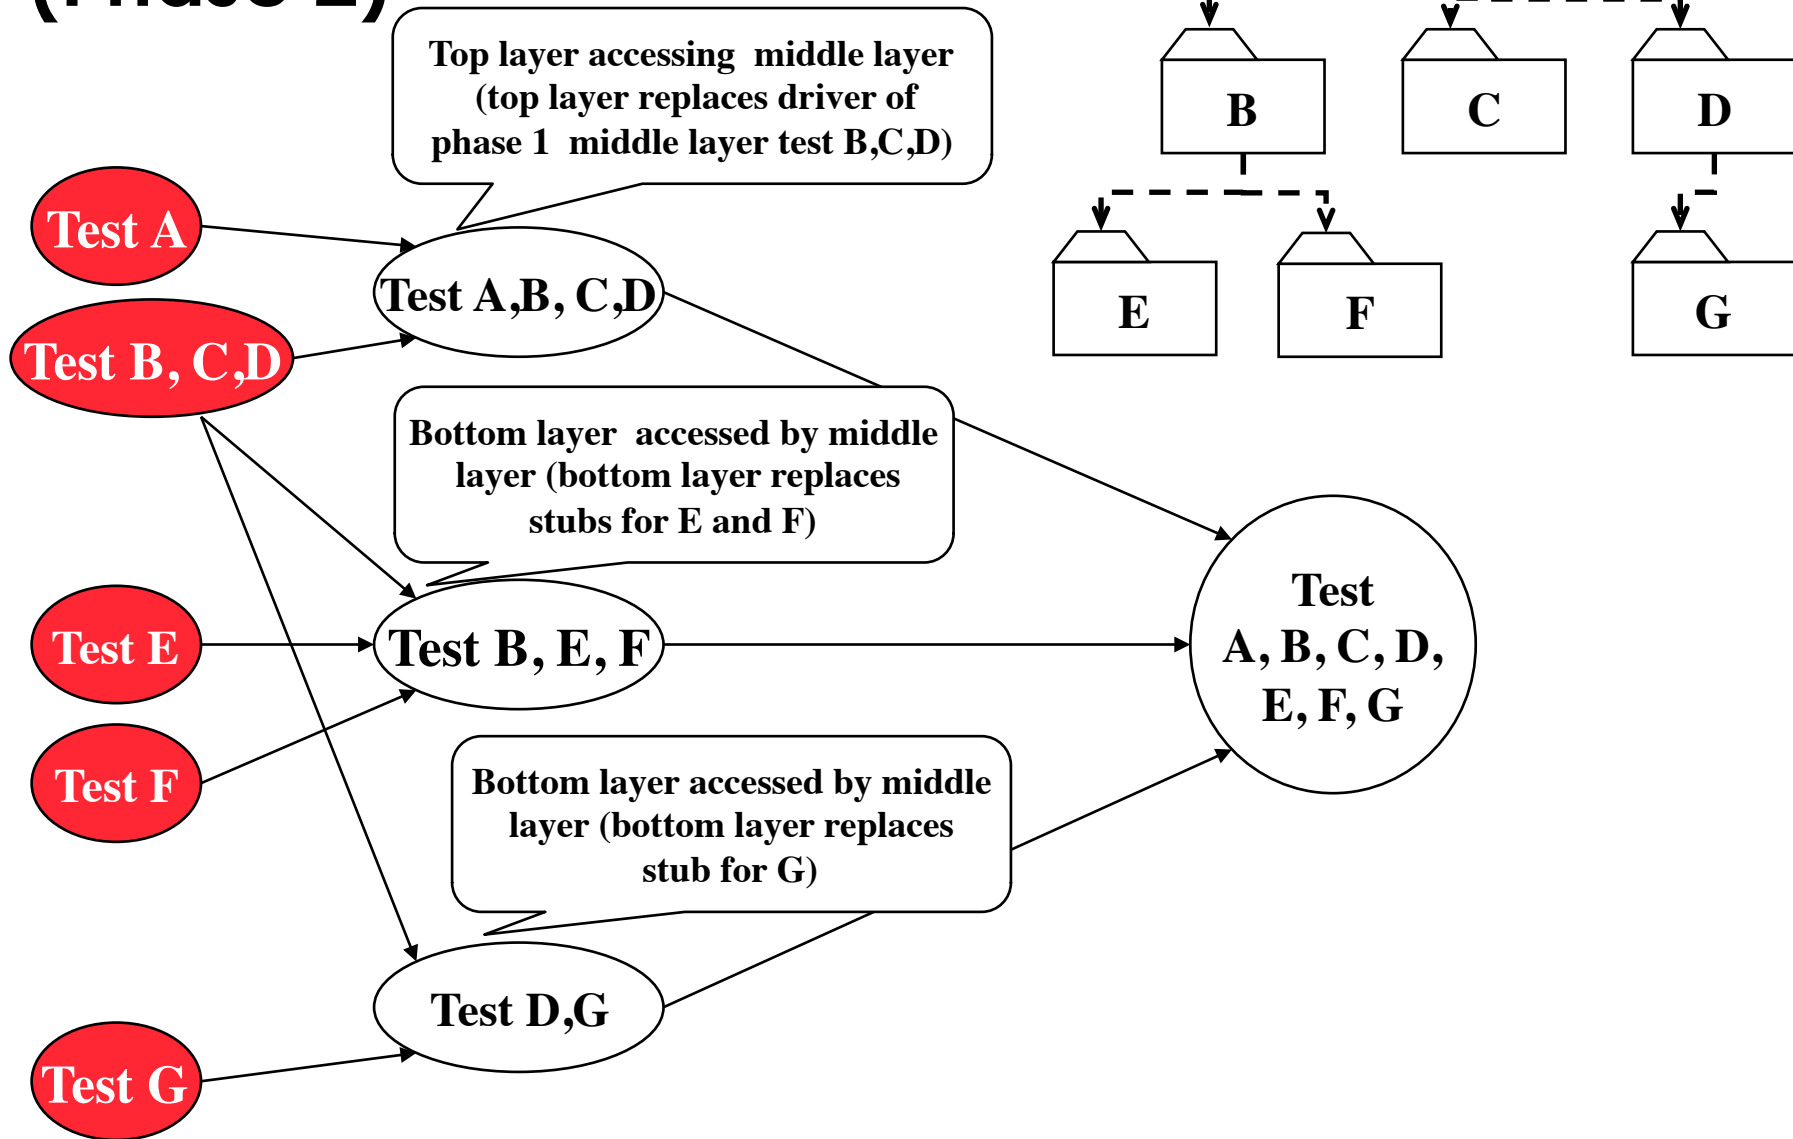 (Phase 2)
Top layer accessing middle layer
(top layer replaces driver of
phase 1 middle layer test B,C,D)
B
C
D
Test A
Test A,B, C,D
E
F
G
Test B, C,D
Bottom layer accessed by middle
layer (bottom layer replaces
stubs for E and F)
Test
A, B, C, D,
E, F, G
Test E
Test B, E, F
Test F
Bottom layer accessed by middle
layer (bottom layer replaces
stub for G)
Test D,G
Test G